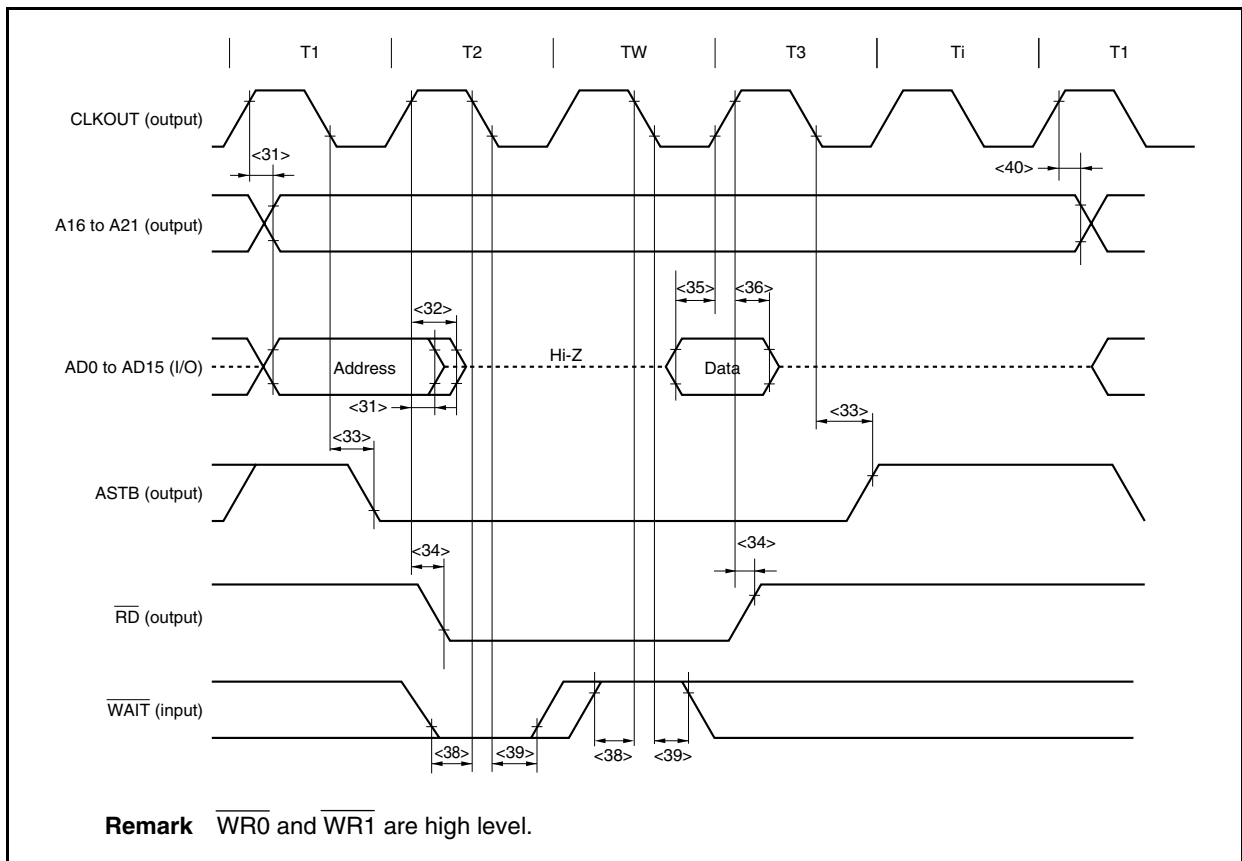 T1 T2 TW T3 Ti T1
CLKOUT (output)
<31>
<40>
A16 to A21 (output)
<35> <36>
<32>
Hi-Z
AD0 to AD15 (I/O)
Address
Data
<31>
<33>
<33>
ASTB (output)
<34>
<34>
RD (output)
WAIT (input)
<38> <39> <38> <39>
Remark WR0 and WR1 are high level.